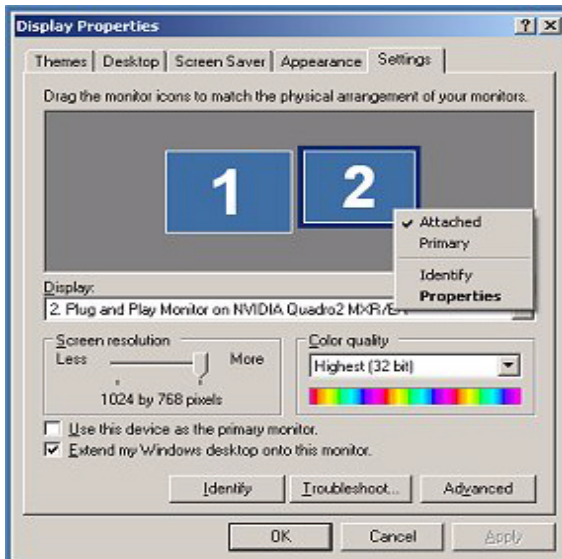 Display Properties
Themes Desktop Screen Saver Appearance Settings
Drag the monitor icons to match the physical arrangement of your monitors.
1 2
Attached
Primary
Identify
Properties
Display:
2. Plug and Play Monitor on NVIDIA Quadro2 MXR/
Screen resolution
Less More
1024 by 768 pixels
Color quality
Highest (32 bit)
Use this device as the primary monitor.
Extend my Windows desktop onto this monitor.
Identify Troubleshoot... Advanced
OK Cancel Apply